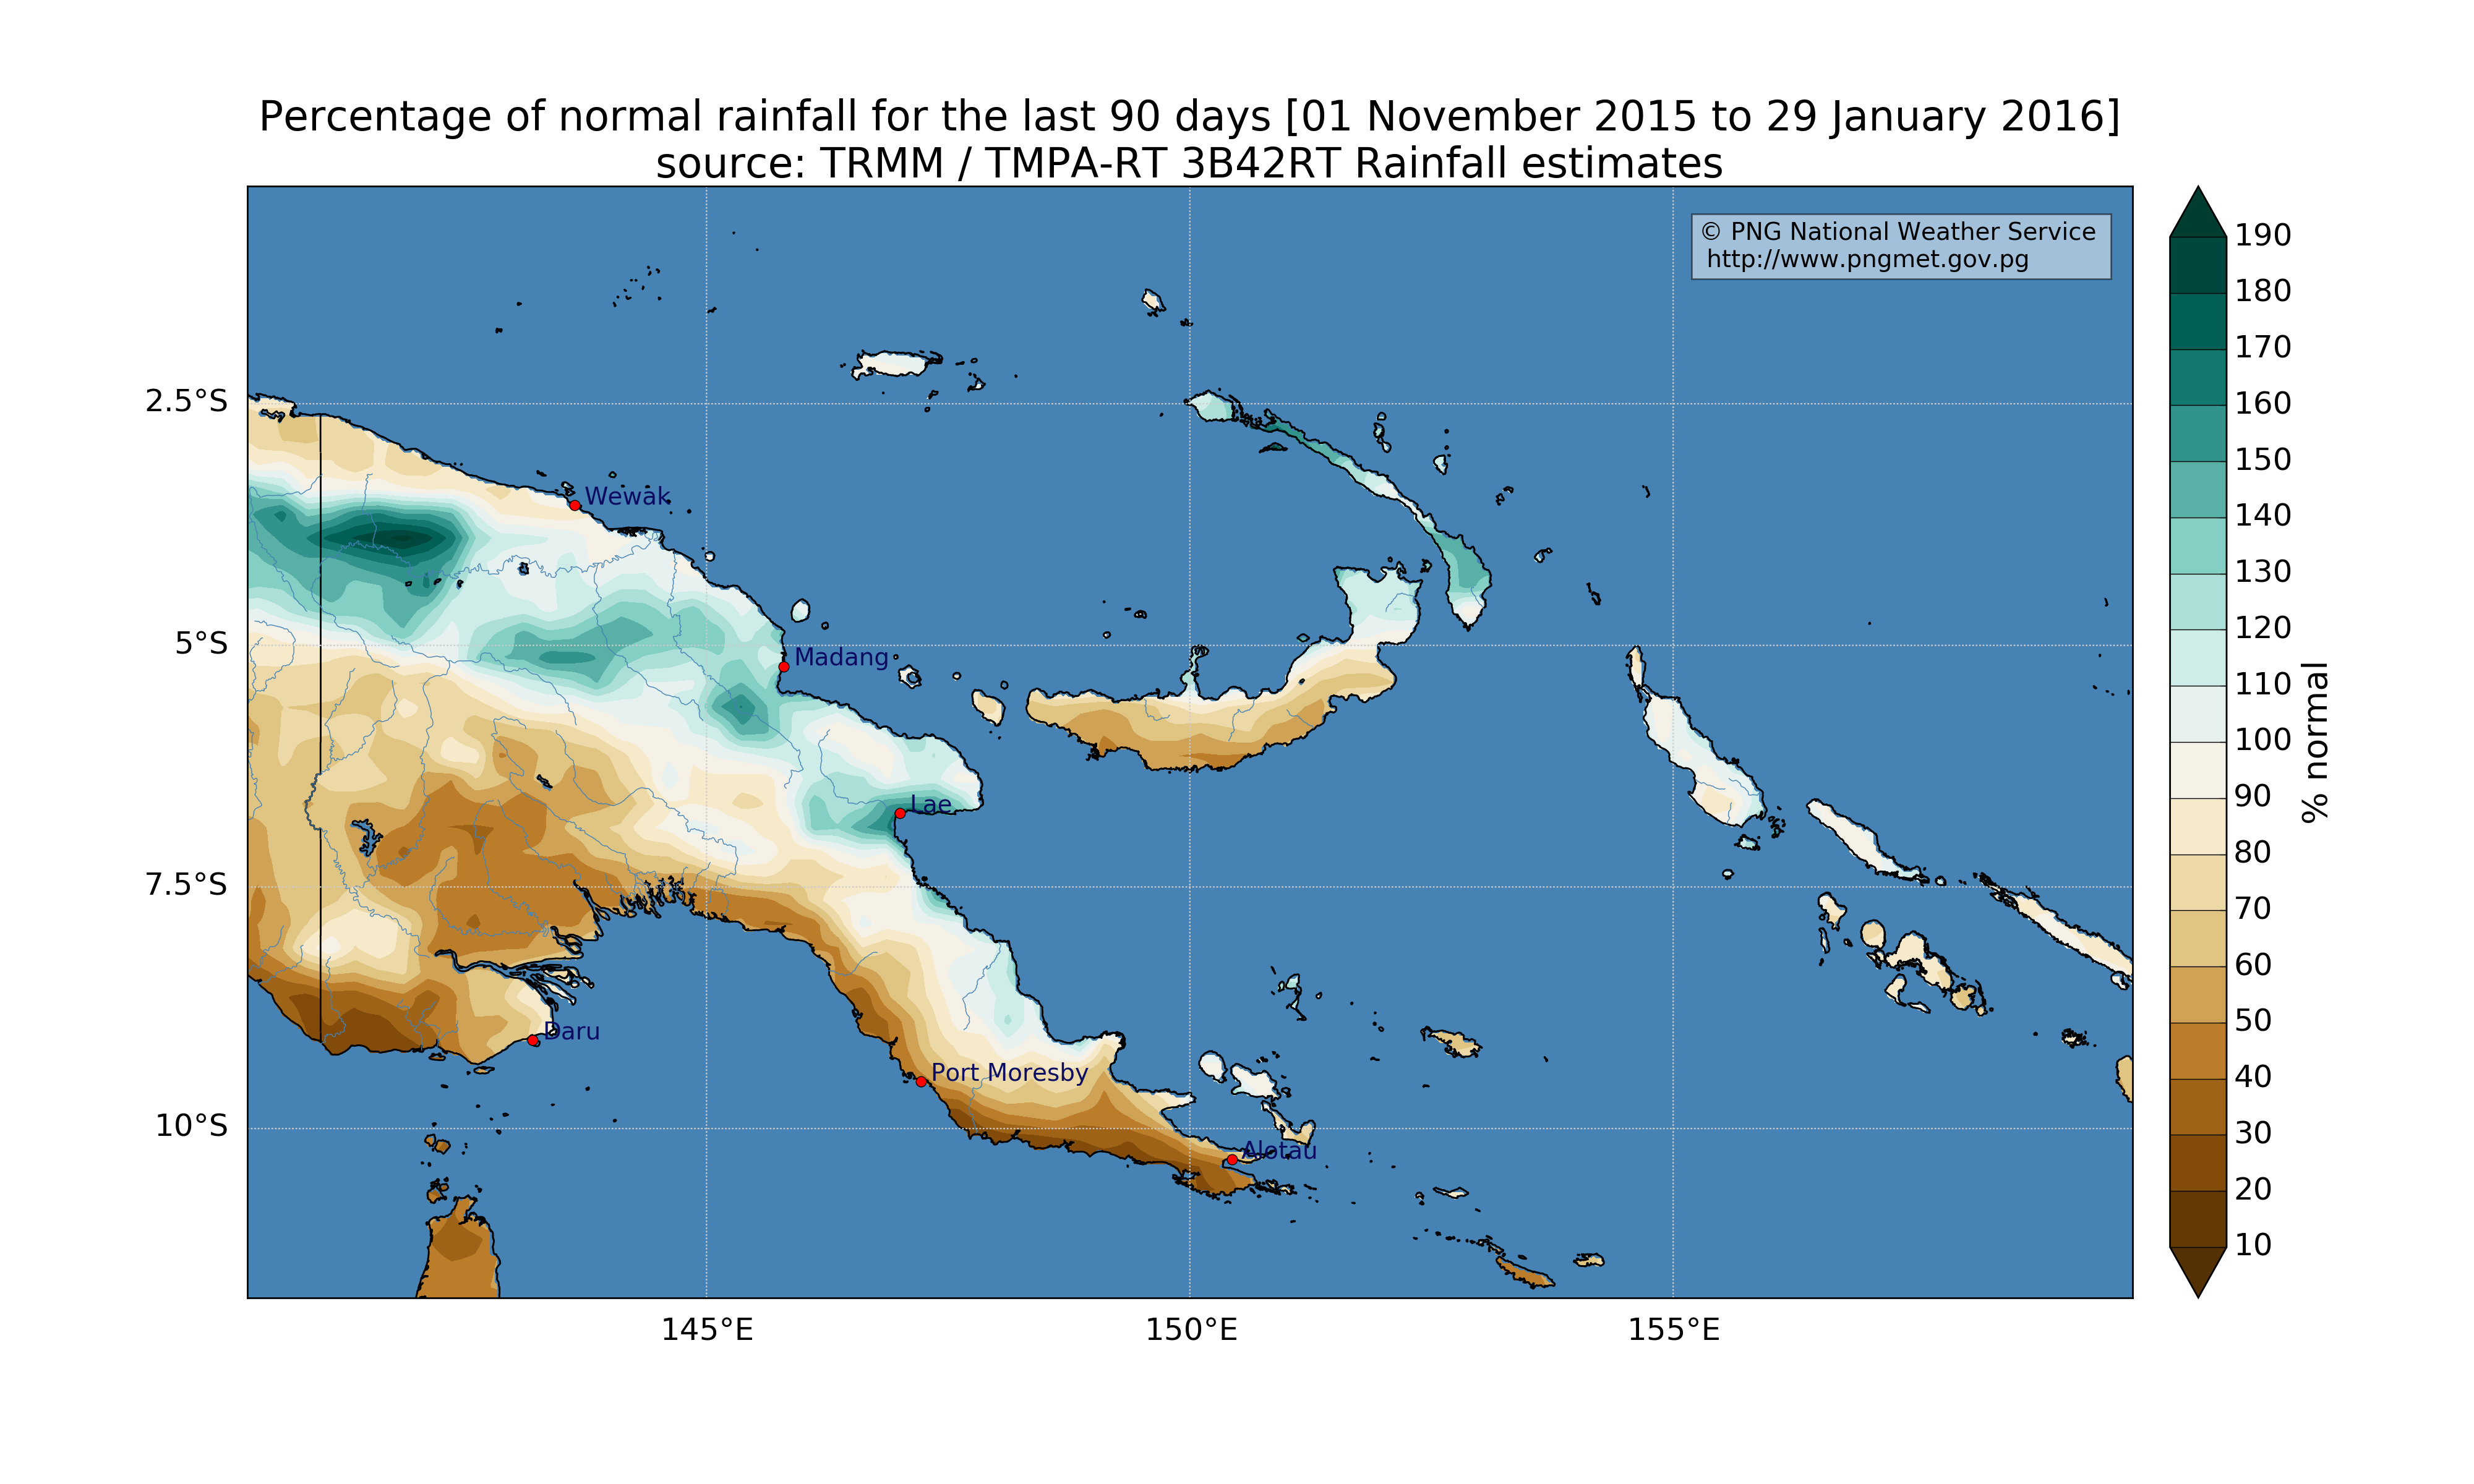 Percentage of normal rainfall for the last 90 days [01 November 2015 to 29 January 2016]
source: TRMM / TMPA-RT 3B42RT Rainfall estimates
© PNG National Weather Service
http://www.pngmet.gov.pg
2.5°S
5°S
7.5°S
10°S
145°E
150°E
155°E
Wewak
Madang
Lae
Daru
Port Moresby
Alotau
190
180
170
160
150
140
130
120
110
100
90
80
70
60
50
40
30
20
10
% normal